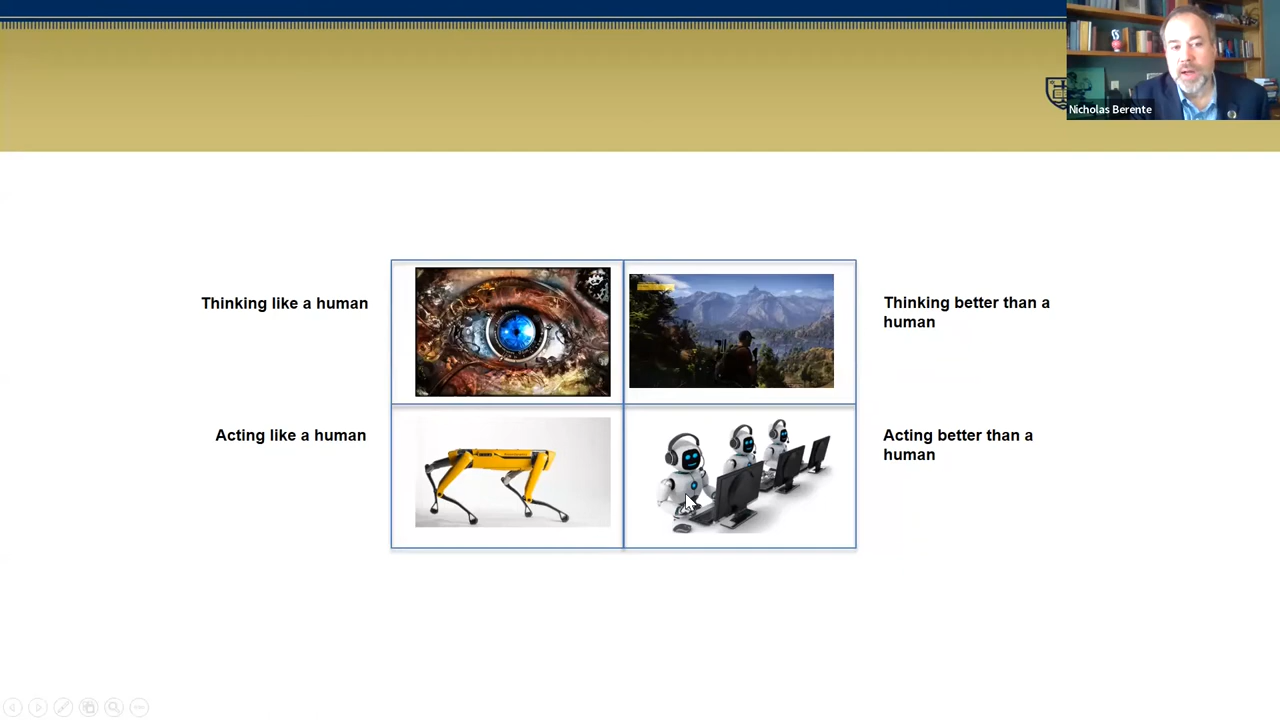 Nicholas Berente
Thinking like a human
Thinking better than a
human
Acting like a human
Acting better than a
human